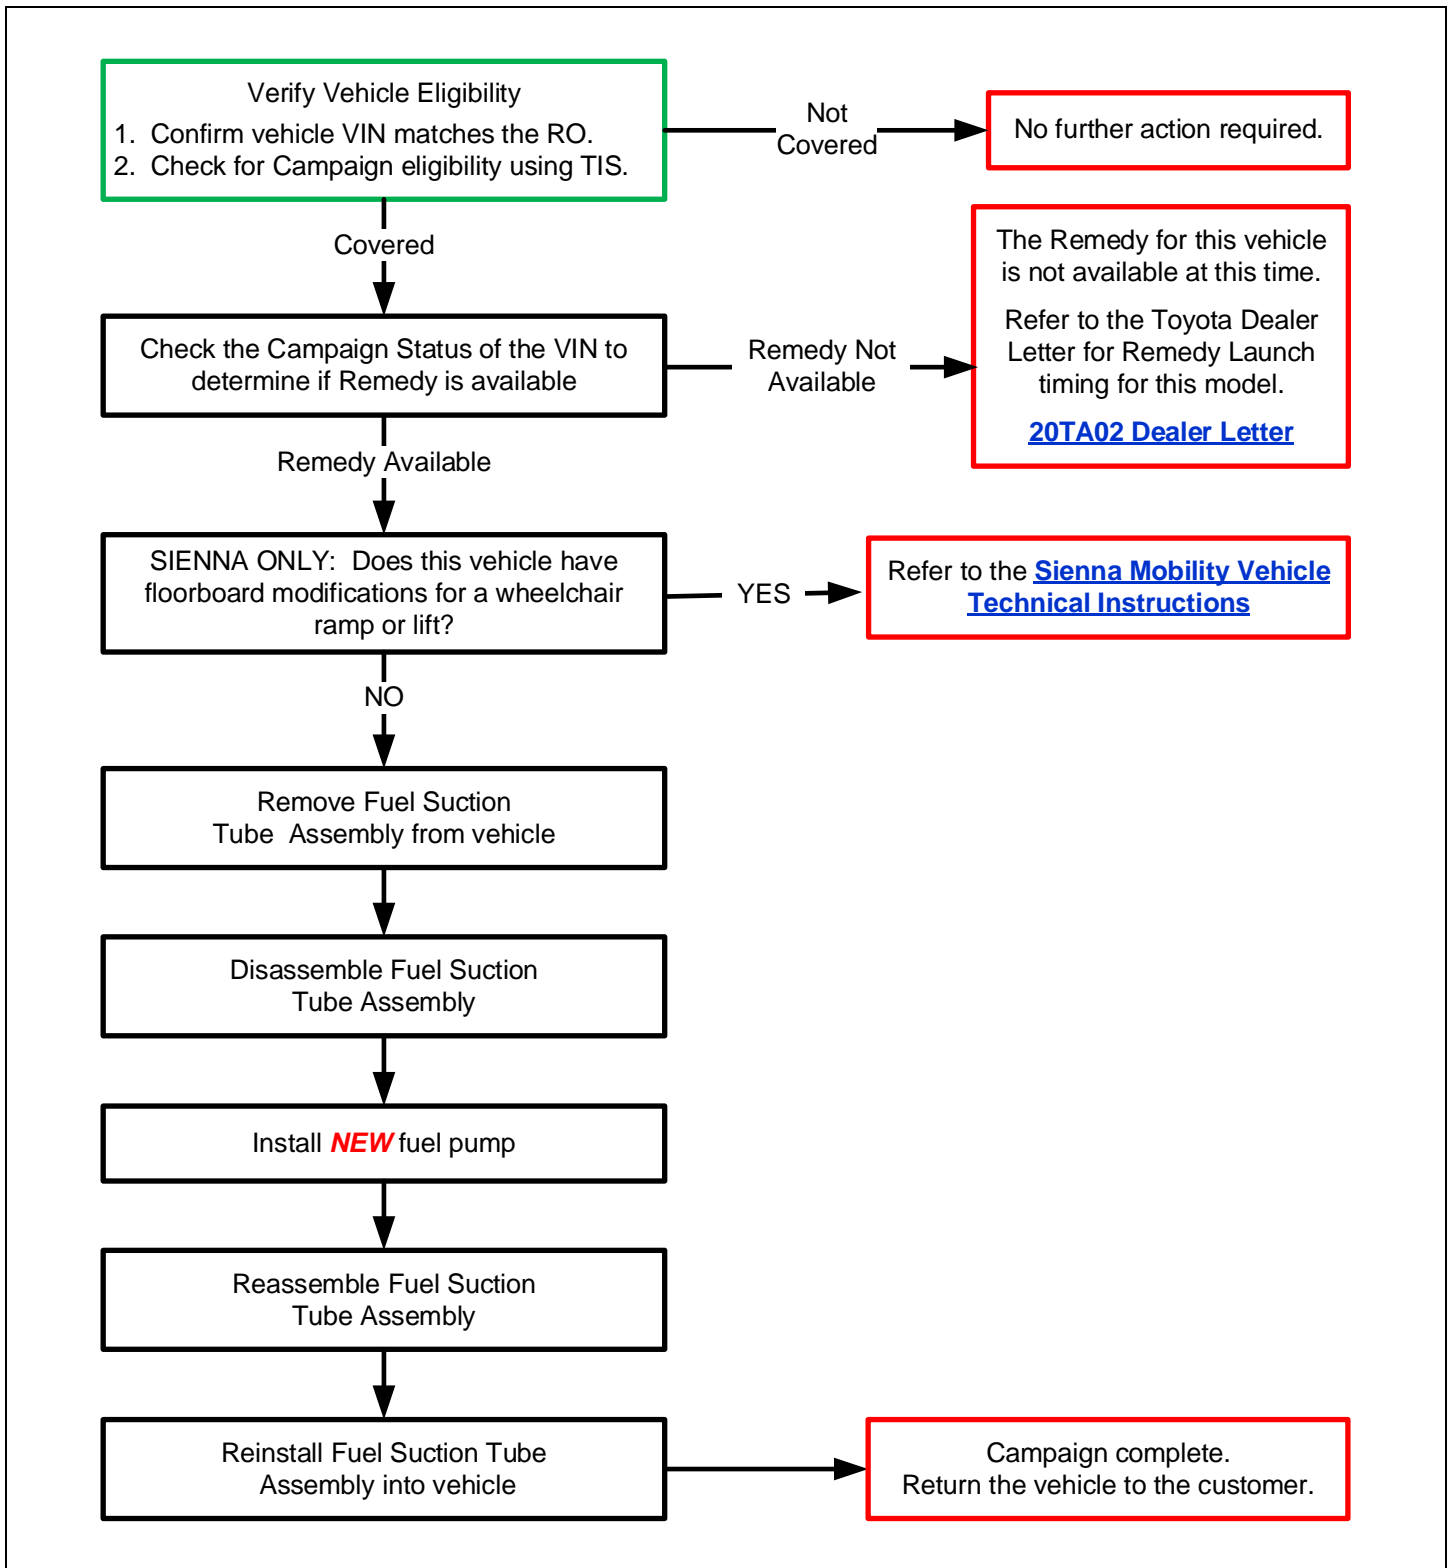 Verify Vehicle Eligibility
1. Confirm vehicle VIN matches the RO.
2. Check for Campaign eligibility using TIS.
Not
Covered
No further action required.
Covered
Check the Campaign Status of the VIN to
determine if Remedy is available
Remedy Not
Available
The Remedy for this vehicle
is not available at this time.
Refer to the Toyota Dealer
Letter for Remedy Launch
timing for this model.
20TA02 Dealer Letter
Remedy Available
SIENNA ONLY: Does this vehicle have
floorboard modifications for a wheelchair
ramp or lift?
YES
Refer to the Sienna Mobility Vehicle
Technical Instructions
NO
Remove Fuel Suction
Tube Assembly from vehicle
Disassemble Fuel Suction
Tube Assembly
Install NEW fuel pump
Reassemble Fuel Suction
Tube Assembly
Reinstall Fuel Suction Tube
Assembly into vehicle
Campaign complete.
Return the vehicle to the customer.